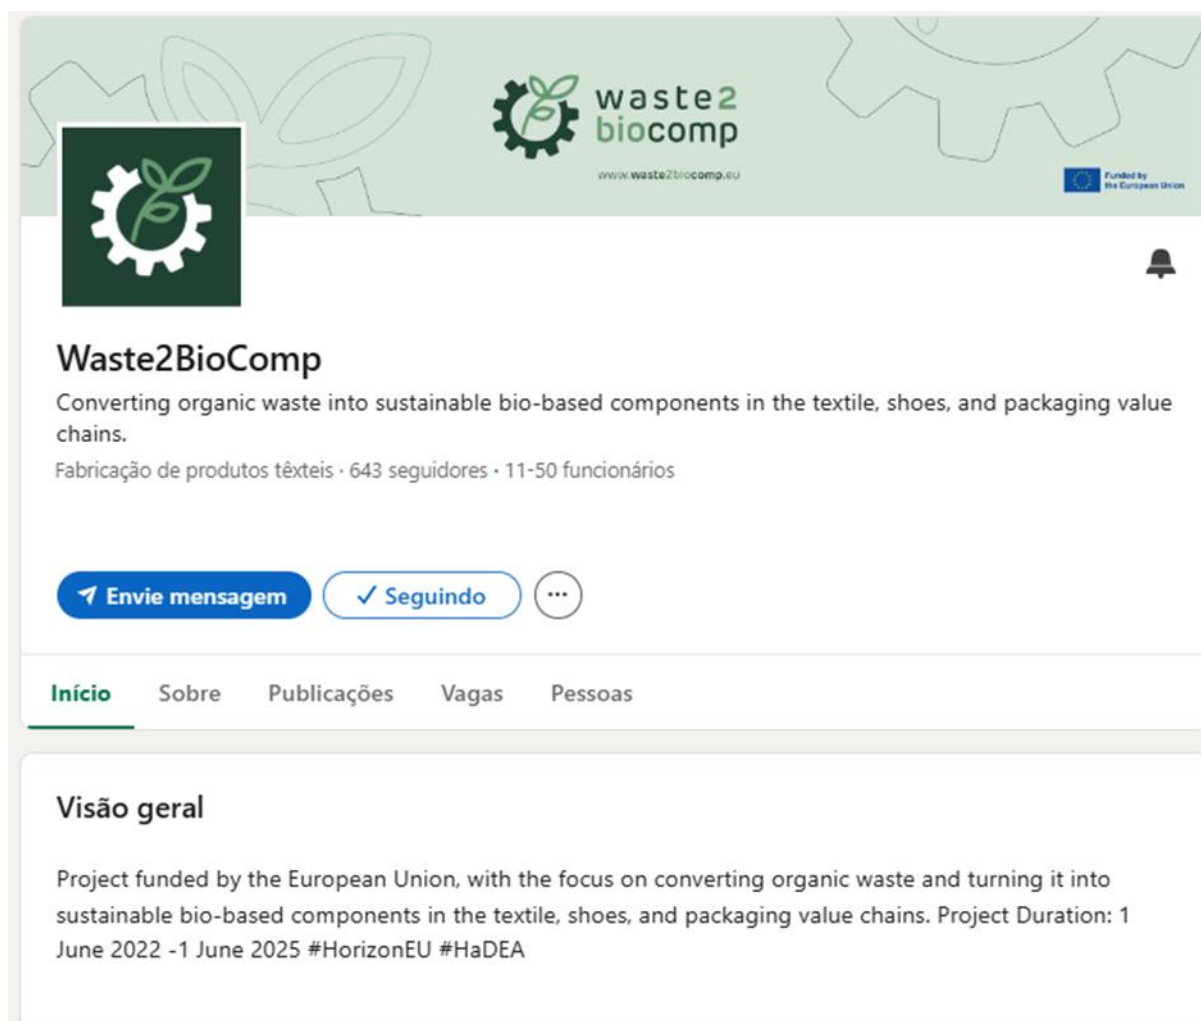 waste2
biocomp
www.waste2biocomp.eu
Funded by
the European Union
Waste2BioComp
Converting organic waste into sustainable bio-based components in the textile, shoes, and packaging value
chains.
Fabricação de produtos têxteis · 643 seguidores · 11-50 funcionários
Envie mensagem
Seguindo
Início Sobre Publicações Vagas Pessoas
Visão geral
Project funded by the European Union, with the focus on converting organic waste and turning it into
sustainable bio-based components in the textile, shoes, and packaging value chains. Project Duration: 1
June 2022 -1 June 2025 #HorizonEU #HaDEA